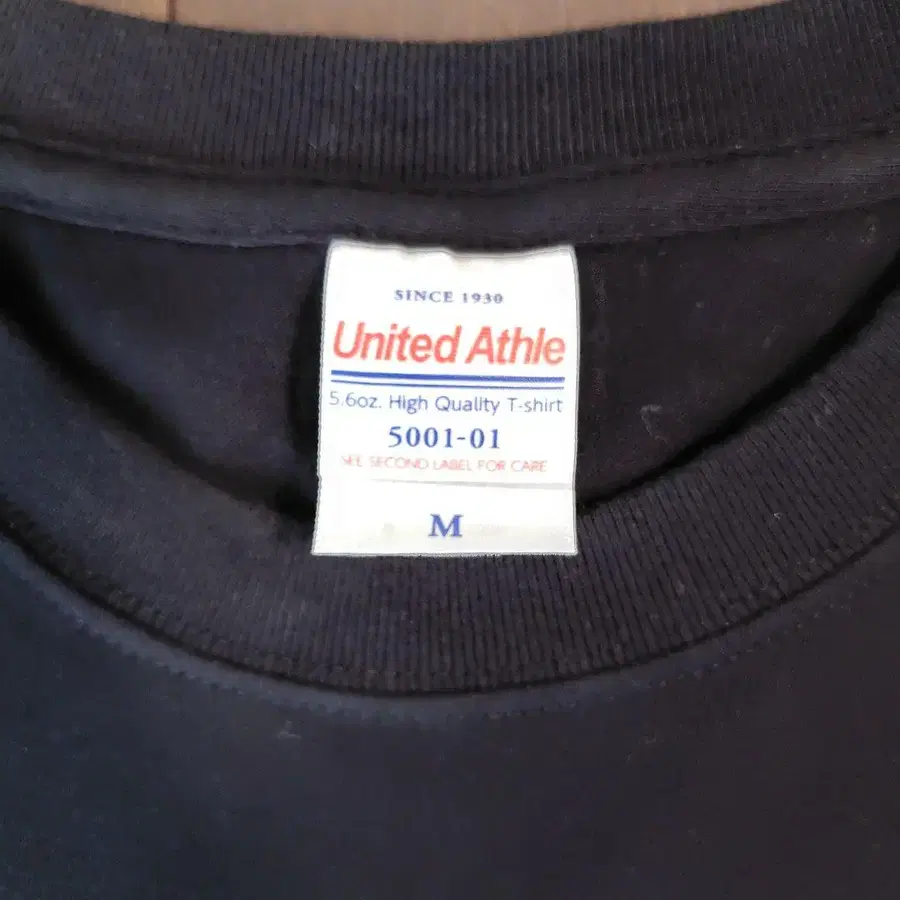 SINCE 1930
United Athle
5.6oz. High Quality T-shirt
5001-01
SEE SECOND LABEL FOR CARE
M